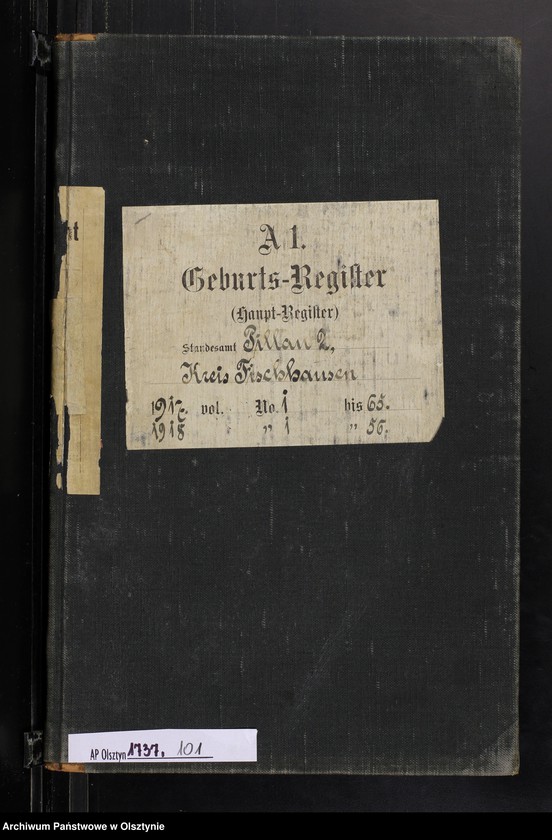 A 1.
Geburts-Register
(Haupt-Register)
Standesamt Pillau 2,
Kreis Fischhausen
1917. vol. No. 1 bis 65.
1918 " 1 " 56.
AP Olsztyn 1737, 101
Archiwum Państwowe w Olsztynie